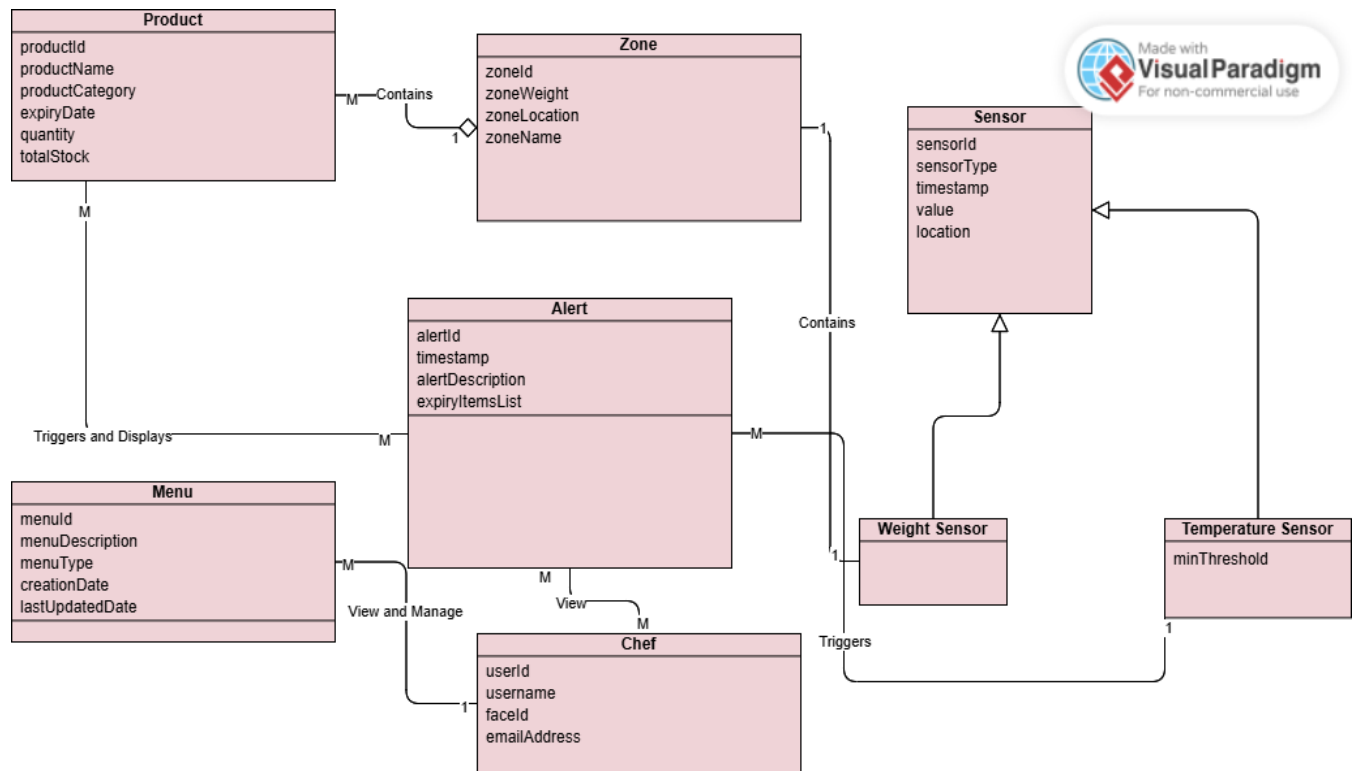 Product
productId
productName
productCategory
expiryDate
quantity
totalStock
M
Contains
1
Zone
zoneId
zoneWeight
zoneLocation
zoneName
1
Made with
Visual Paradigm
For non-commercial use
Sensor
sensorId
sensorType
timestamp
value
location
M
Triggers and Displays
M
Alert
alertId
timestamp
alertDescription
expiryItemsList
M
Contains
1
Weight Sensor
Temperature Sensor
minThreshold
1
Triggers
Menu
menuId
menuDescription
menuType
creationDate
lastUpdatedDate
M
View and Manage
1
M
View
M
Chef
userId
username
faceId
emailAddress